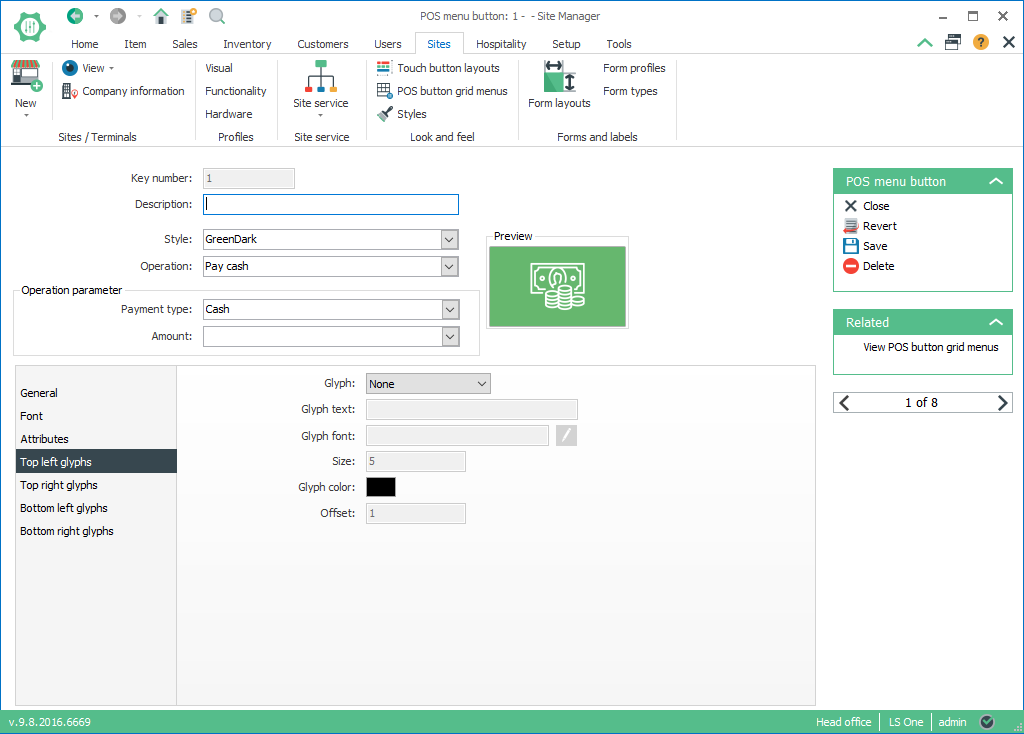 POS menu button: 1 -  - Site Manager
Home Item Sales Inventory Customers Users Sites Hospitality Setup Tools
New
View
Company information
Sites / Terminals
Visual
Functionality
Hardware
Profiles
Site service
Site service
Touch button layouts
POS button grid menus
Styles
Look and feel
Form layouts
Form profiles
Form types
Forms and labels
Key number: 1
Description:
Style: GreenDark
Operation: Pay cash
Operation parameter
Payment type: Cash
Amount:
Preview
General
Font
Attributes
Top left glyphs
Top right glyphs
Bottom left glyphs
Bottom right glyphs
Glyph: None
Glyph text:
Glyph font:
Size: 5
Glyph color:
Offset: 1
POS menu button
Close
Revert
Save
Delete
Related
View POS button grid menus
1 of 8
v.9.8.2016.6669
Head office LS One admin